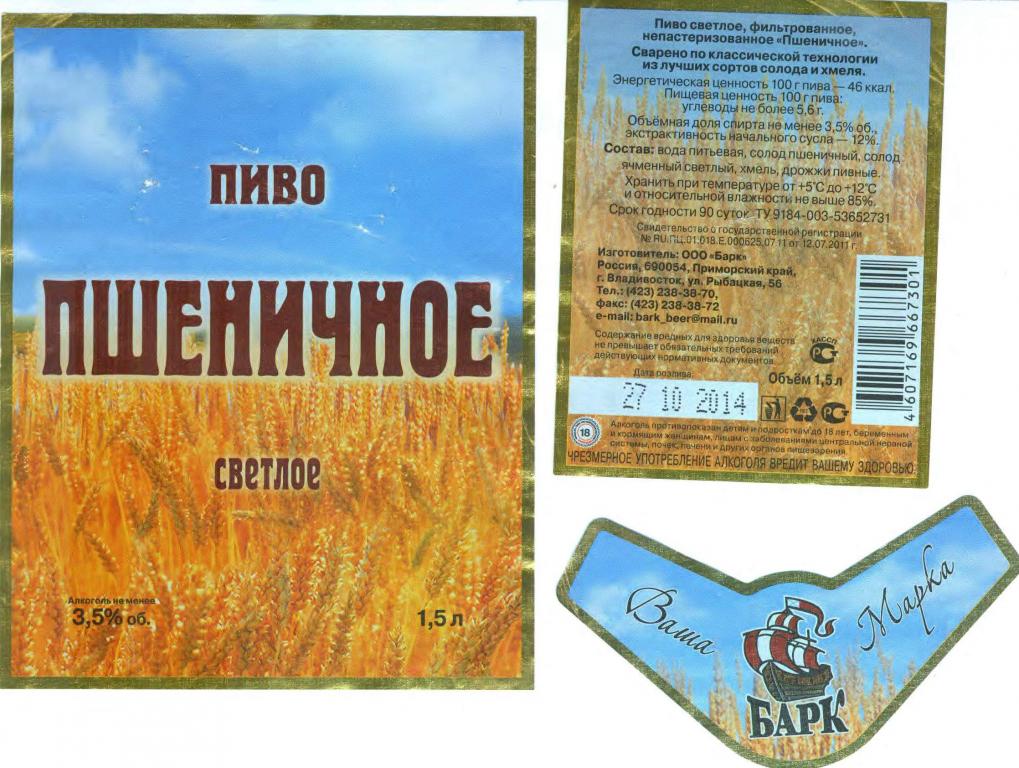 ПИВО
ПШЕНИЧНОЕ
СВЕТЛОЕ
Алкоголь не менее
3,5% об.
1,5 л
Пиво светлое, фильтрованное,
непастеризованное «Пшеничное».
Сварено по классической технологии
из лучших сортов солода и хмеля.
Энергетическая ценность 100 г пива — 46 ккал.
Пищевая ценность 100 г пива:
углеводы не более 5,6 г.
Объёмная доля спирта не менее 3,5% об.,
экстрактивность начального сусла — 12%.
Состав: вода питьевая, солод пшеничный, солод
ячменный светлый, хмель, дрожжи пивные.
Хранить при температуре от +5°С до +12°С
и относительной влажности не выше 85%.
Срок годности 90 суток ТУ 9184-003-53652731
Свидетельство о государственной регистрации
№ RU.ПЦ.01.018.Е.000625.07 11 от 12.07.2011 г.
Изготовитель: ООО «Барк»
Россия, 690054, Приморский край,
г. Владивосток, ул. Рыбацкая, 56
Тел.: (423) 238-38-70,
факс: (423) 238-38-72
e-mail: bark_beer@mail.ru
Содержание вредных для здоровья веществ
не превышает обязательных требований
действующих нормативных документов
Дата розлива:
27 10 2014
Объём 1,5 л
4 607169 667301
18
Алкоголь противопоказан детям и подросткам до 18 лет, беременным
и кормящим женщинам, лицам с заболеваниями центральной нервной
системы, почек, печени и других органов пищеварения
ЧРЕЗМЕРНОЕ УПОТРЕБЛЕНИЕ АЛКОГОЛЯ ВРЕДИТ ВАШЕМУ ЗДОРОВЬЮ
Ваша Марка
БАРК